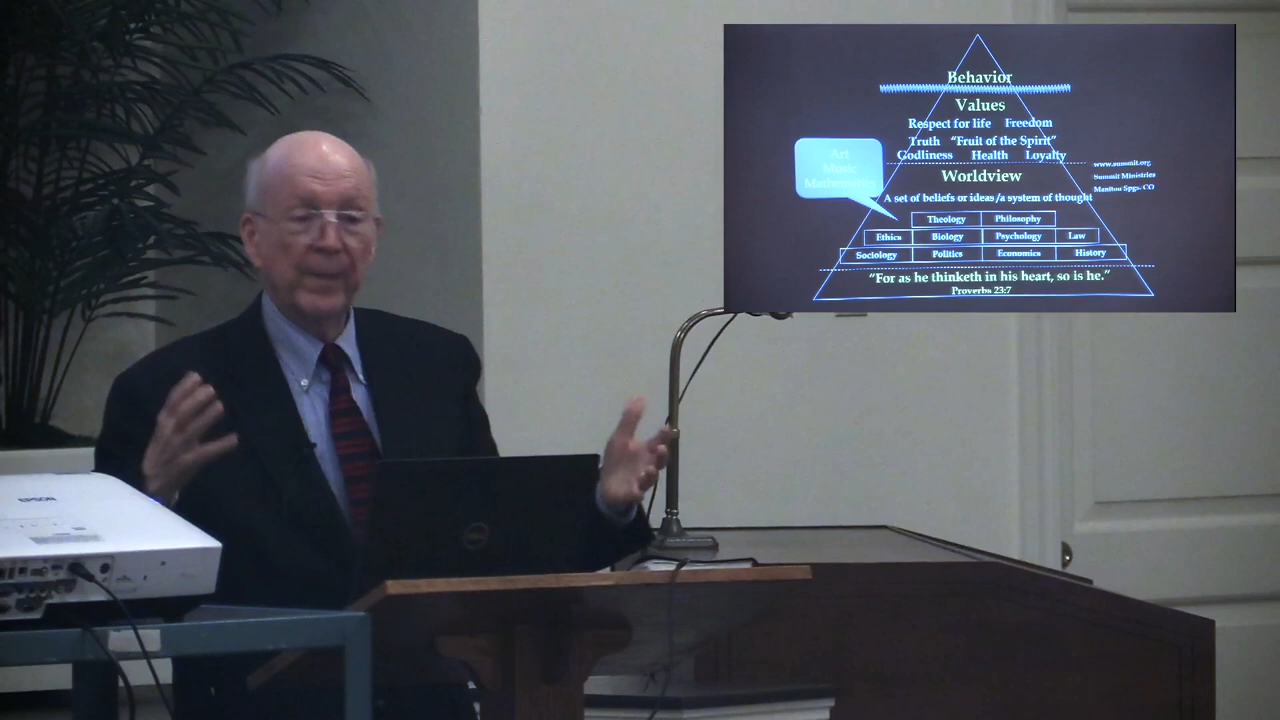 Behavior
Values
Respect for life Freedom
Truth "Fruit of the Spirit"
Godliness Health Loyalty
Art
Music
Mathematics
www.summit.org
Summit Ministries
Manitou Spgs. CO
Worldview
A set of beliefs or ideas/a system of thought
Theology Philosophy
Ethics Biology Psychology Law
Sociology Politics Economics History
"For as he thinketh in his heart, so is he."
Proverbs 23:7
EPSON
DELL